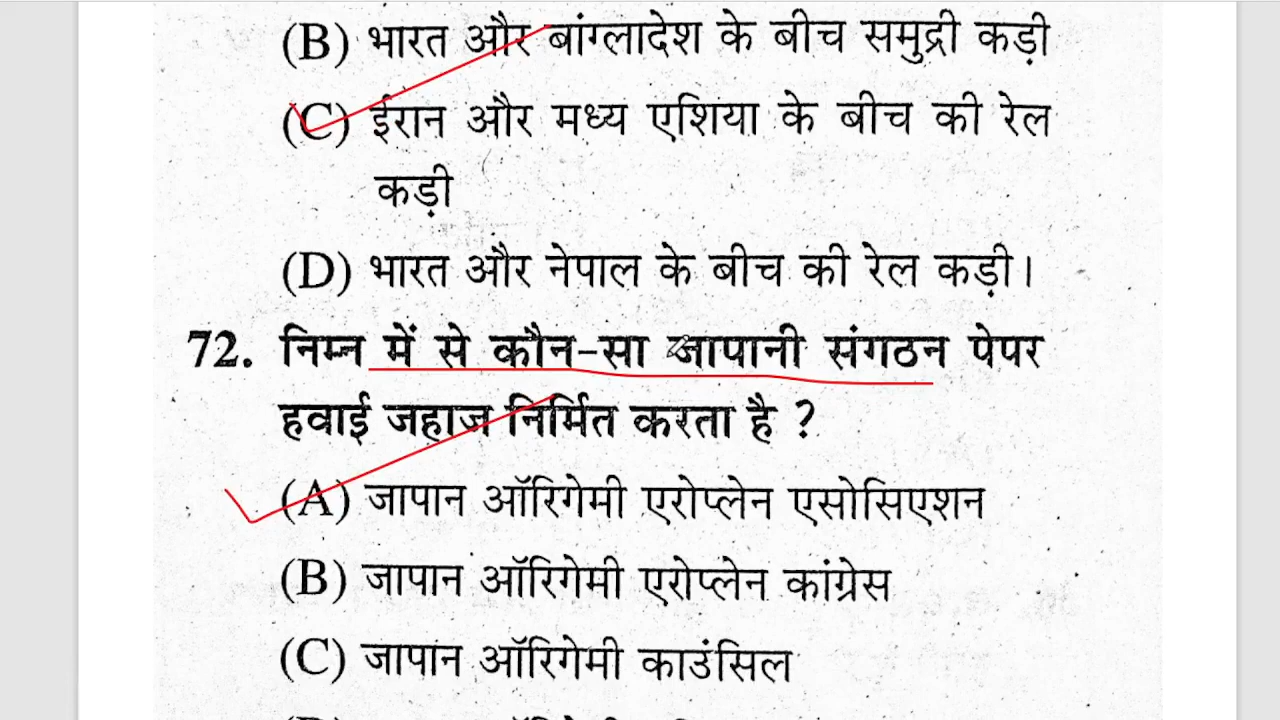 (B) भारत और बांग्लादेश के बीच समुद्री कड़ी
(C) ईरान और मध्य एशिया के बीच की रेल
कड़ी
(D) भारत और नेपाल के बीच की रेल कड़ी।
72. निम्न में से कौन-सा जापानी संगठन पेपर
हवाई जहाज निर्मित करता है ?
(A) जापान ऑरिगेमी एरोप्लेन एसोसिएशन
(B) जापान ऑरिगेमी एरोप्लेन कांग्रेस
(C) जापान ऑरिगेमी काउंसिल